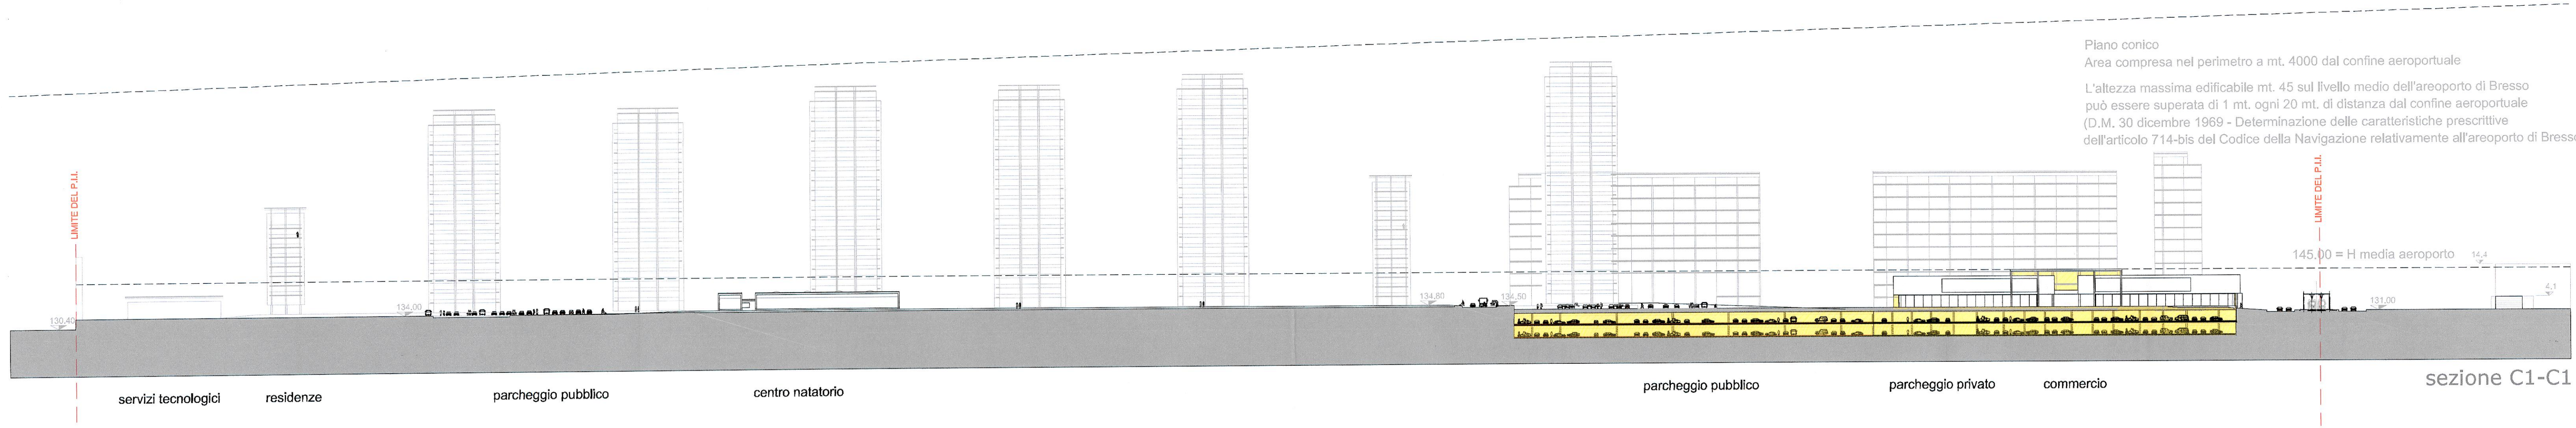 Piano conico
Area compresa nel perimetro a mt. 4000 dal confine aeroportuale
L'altezza massima edificabile mt. 45 sul livello medio dell'areoporto di Bresso
può essere superata di 1 mt. ogni 20 mt. di distanza dal confine aeroportuale
(D.M. 30 dicembre 1969 - Determinazione delle caratteristiche prescrittive
dell'articolo 714-bis del Codice della Navigazione relativamente all'areoporto di Bresso
LIMITE DEL P.I.I.
LIMITE DEL P.I.I.
145,00 = H media aeroporto
14,4
4,1
130,40
134,00
134,80
134,50
131,00
servizi tecnologici
residenze
parcheggio pubblico
centro natatorio
parcheggio pubblico
parcheggio privato
commercio
sezione C1-C1